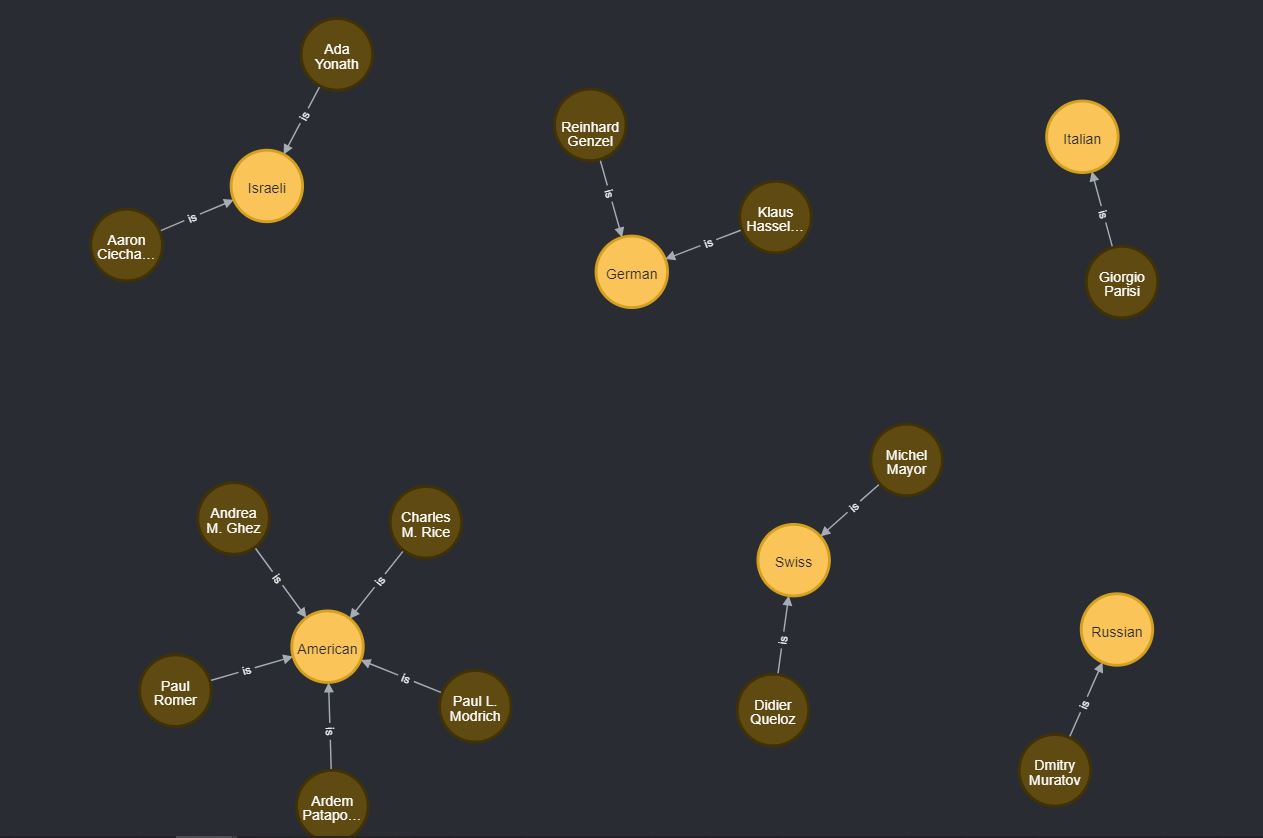 Ada
Yonath
is
Israeli
is
Aaron
Ciecha...
Reinhard
Genzel
is
Klaus
Hassel...
is
German
Italian
is
Giorgio
Parisi
Andrea
M. Ghez
is
Charles
M. Rice
is
American
Paul
Romer
is
is
Paul L.
Modrich
is
Ardem
Patapo...
Michel
Mayor
is
Swiss
is
Didier
Queloz
Russian
is
Dmitry
Muratov